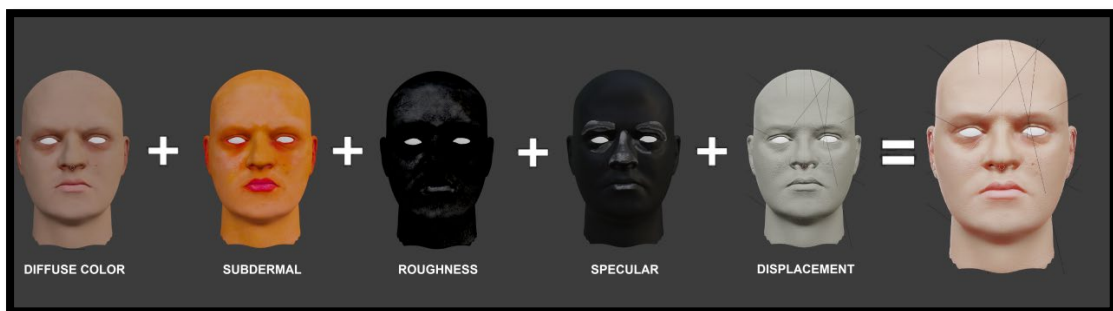 DIFFUSE COLOR
SUBDERMAL
ROUGHNESS
SPECULAR
DISPLACEMENT